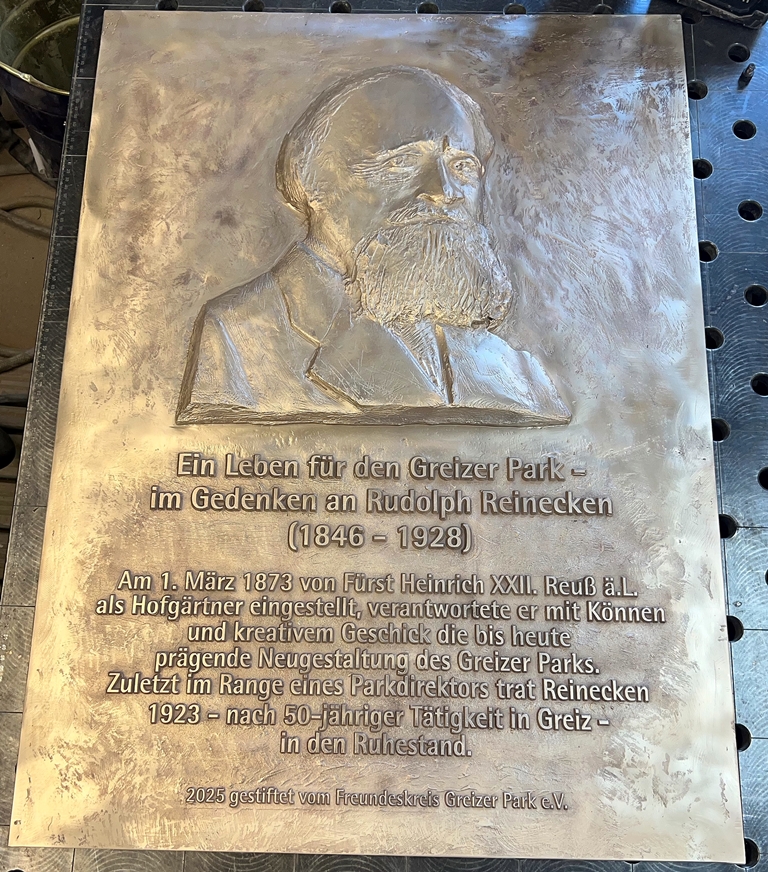 Ein Leben für den Greizer Park –
im Gedenken an Rudolph Reinecken
(1846 – 1928)
Am 1. März 1873 von Fürst Heinrich XXII. Reuß ä.L.
als Hofgärtner eingestellt, verantwortete er mit Können
und kreativem Geschick die bis heute
prägende Neugestaltung des Greizer Parks.
Zuletzt im Range eines Parkdirektors trat Reinecken
1923 – nach 50-jähriger Tätigkeit in Greiz –
in den Ruhestand.
2025 gestiftet vom Freundeskreis Greizer Park e.V.